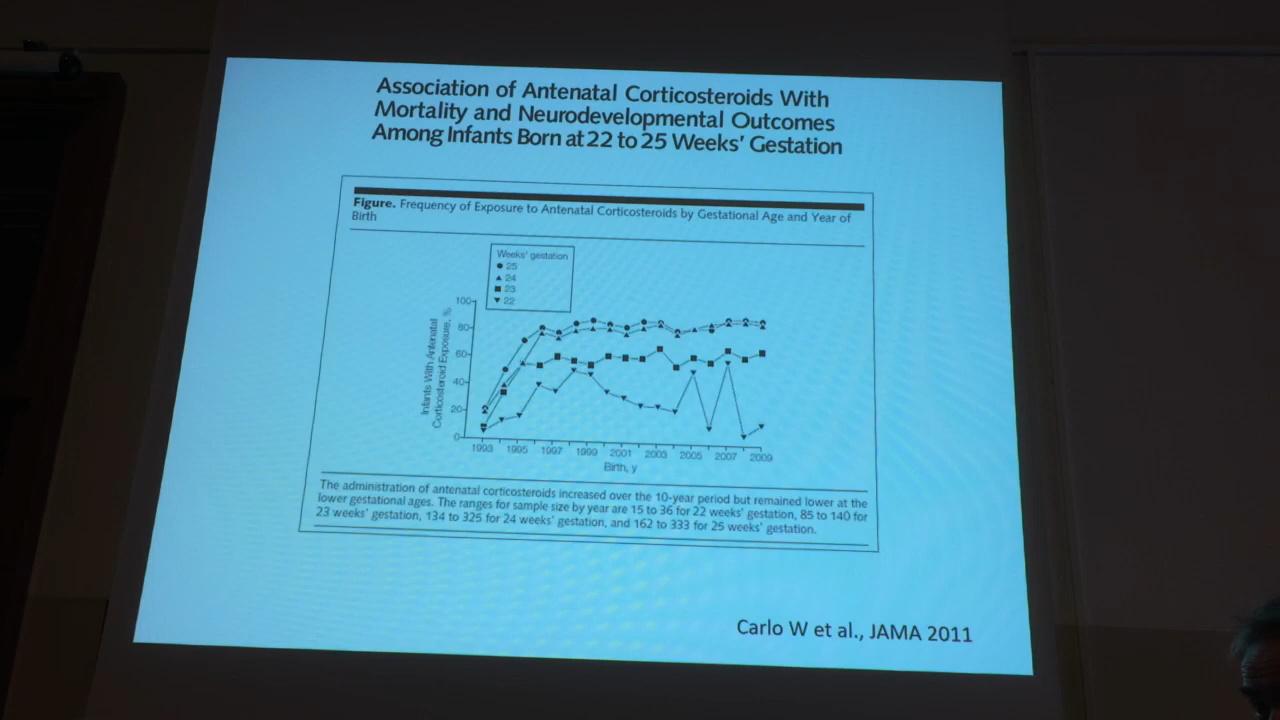 Association of Antenatal Corticosteroids With
Mortality and Neurodevelopmental Outcomes
Among Infants Born at 22 to 25 Weeks' Gestation
Figure. Frequency of Exposure to Antenatal Corticosteroids by Gestational Age and Year of
Birth
Weeks' gestation
25
24
23
22
Infants With Antenatal
Corticosteroid Exposure, %
100
80
60
40
20
0
1993 1995 1997 1999 2001 2003 2005 2007 2009
Birth, y
The administration of antenatal corticosteroids increased over the 10-year period but remained lower at the
lower gestational ages. The ranges for sample size by year are 15 to 36 for 22 weeks' gestation, 85 to 140 for
23 weeks' gestation, 134 to 325 for 24 weeks' gestation, and 162 to 333 for 25 weeks' gestation.
Carlo W et al., JAMA 2011